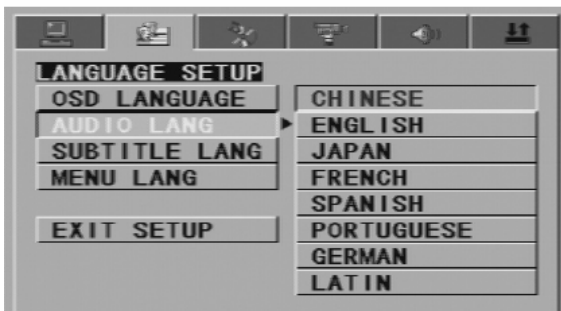 LANGUAGE SETUP
OSD LANGUAGE
AUDIO LANG
SUBTITLE LANG
MENU LANG
EXIT SETUP
CHINESE
ENGLISH
JAPAN
FRENCH
SPANISH
PORTUGUESE
GERMAN
LATIN